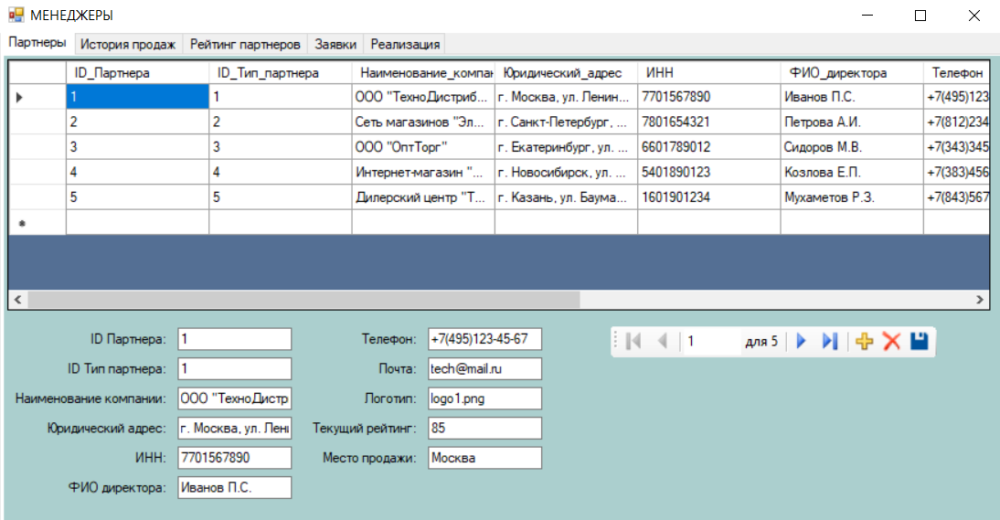 МЕНЕДЖЕРЫ
Партнеры История продаж Рейтинг партнеров Заявки Реализация
ID_Партнера ID_Тип_партнера Наименование_компан Юридический_адрес ИНН ФИО_директора Телефон
1 1 ООО "ТехноДистриб... г. Москва, ул. Ленин... 7701567890 Иванов П.С. +7(495)123
2 2 Сеть магазинов "Эл... г. Санкт-Петербург, ... 7801654321 Петрова А.И. +7(812)234
3 3 ООО "ОптТорг" г. Екатеринбург, ул. ... 6601789012 Сидоров М.В. +7(343)345
4 4 Интернет-магазин "... г. Новосибирск, ул. ... 5401890123 Козлова Е.П. +7(383)456
5 5 Дилерский центр "Т... г. Казань, ул. Баума... 1601901234 Мухаметов Р.З. +7(843)567
ID Партнера: 1 Телефон: +7(495)123-45-67 1 для 5
ID Тип партнера: 1 Почта: tech@mail.ru
Наименование компании: ООО "ТехноДистр Логотип: logo1.png
Юридический адрес: г. Москва, ул. Лени Текущий рейтинг: 85
ИНН: 7701567890 Место продажи: Москва
ФИО директора: Иванов П.С.